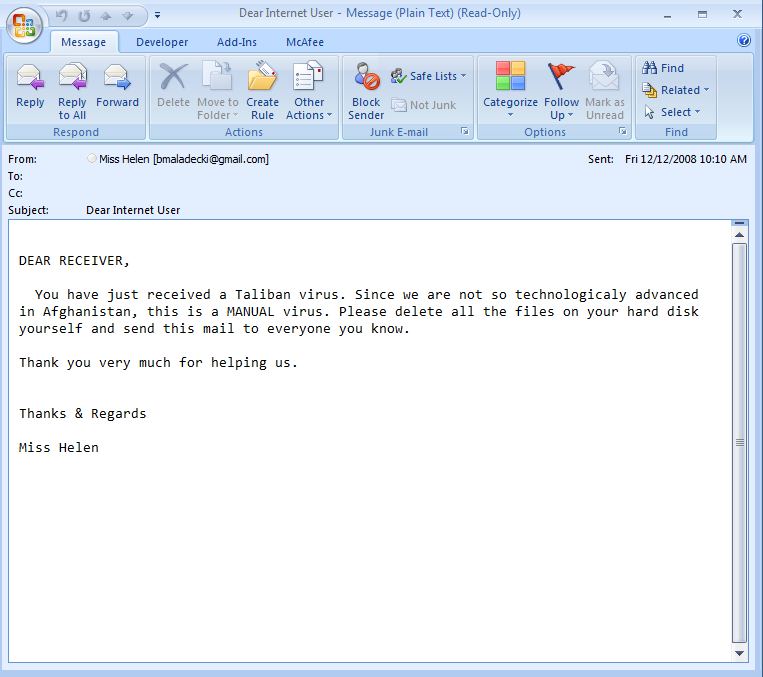 Dear Internet User - Message (Plain Text) (Read-Only)
Message Developer Add-Ins McAfee
Reply Reply to All Forward
Respond
Delete Move to Folder Create Rule Other Actions
Actions
Block Sender Safe Lists Not Junk
Junk E-mail
Categorize Follow Up Mark as Unread
Options
Find Related Select
Find
From: Miss Helen [bmaladecki@gmail.com] Sent: Fri 12/12/2008 10:10 AM
To:
Cc:
Subject: Dear Internet User
DEAR RECEIVER,
You have just received a Taliban virus. Since we are not so technologicaly advanced
in Afghanistan, this is a MANUAL virus. Please delete all the files on your hard disk
yourself and send this mail to everyone you know.
Thank you very much for helping us.
Thanks & Regards
Miss Helen